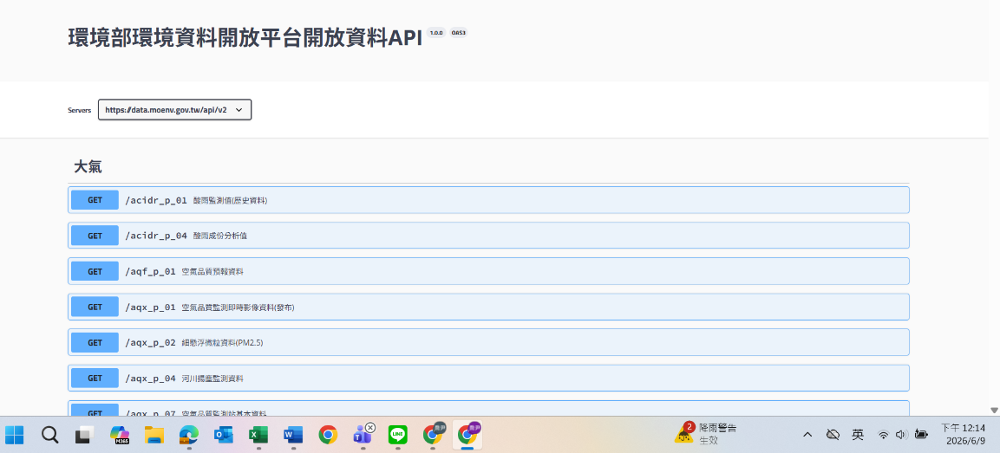 環境部環境資料開放平台開放資料API 1.0.0 OAS3
Servers https://data.moenv.gov.tw/api/v2
大氣
GET /acidr_p_01 酸雨監測值(歷史資料)
GET /acidr_p_04 酸雨成份分析值
GET /aqf_p_01 空氣品質預報資料
GET /aqx_p_01 空氣品質監測即時影像資料(發布)
GET /aqx_p_02 細懸浮微粒資料(PM2.5)
GET /aqx_p_04 河川揚塵監測資料
GET /aqx_p_07 空氣品質監測站基本資料
M365
LINE
2
降雨警告
生效
英
下午 12:14
2026/6/9